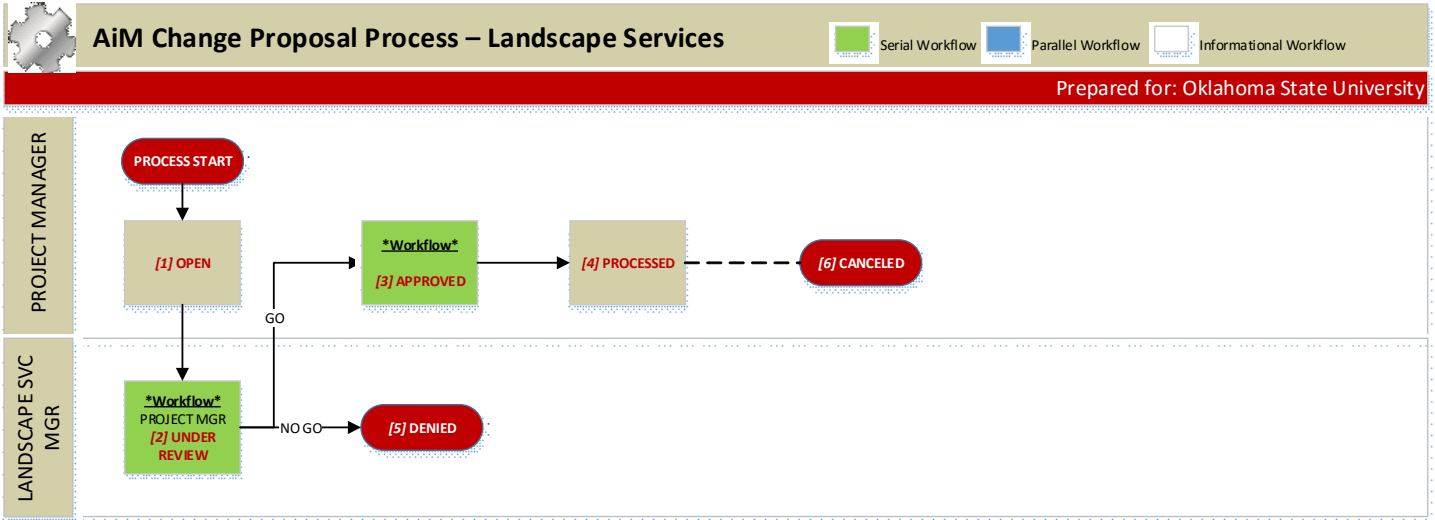 AiM Change Proposal Process – Landscape Services
Serial Workflow
Parallel Workflow
Informational Workflow
Prepared for: Oklahoma State University
PROJECT MANAGER
PROCESS START
[1] OPEN
*Workflow*
[3] APPROVED
[4] PROCESSED
[6] CANCELED
GO
LANDSCAPE SVC
MGR
*Workflow*
PROJECT MGR
[2] UNDER
REVIEW
NO GO
[5] DENIED